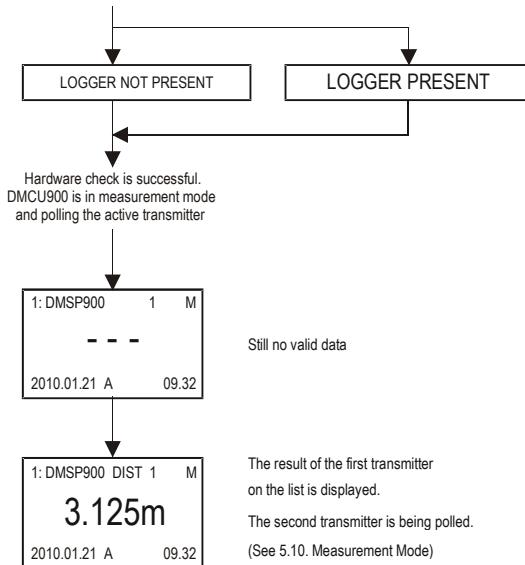 LOGGER NOT PRESENT
LOGGER PRESENT
Hardware check is successful.
DMCU900 is in measurement mode
and polling the active transmitter
1: DMSP900 1 M
- - -
2010.01.21 A 09.32
Still no valid data
1: DMSP900 DIST 1 M
3.125m
2010.01.21 A 09.32
The result of the first transmitter
on the list is displayed.
The second transmitter is being polled.
(See 5.10. Measurement Mode)